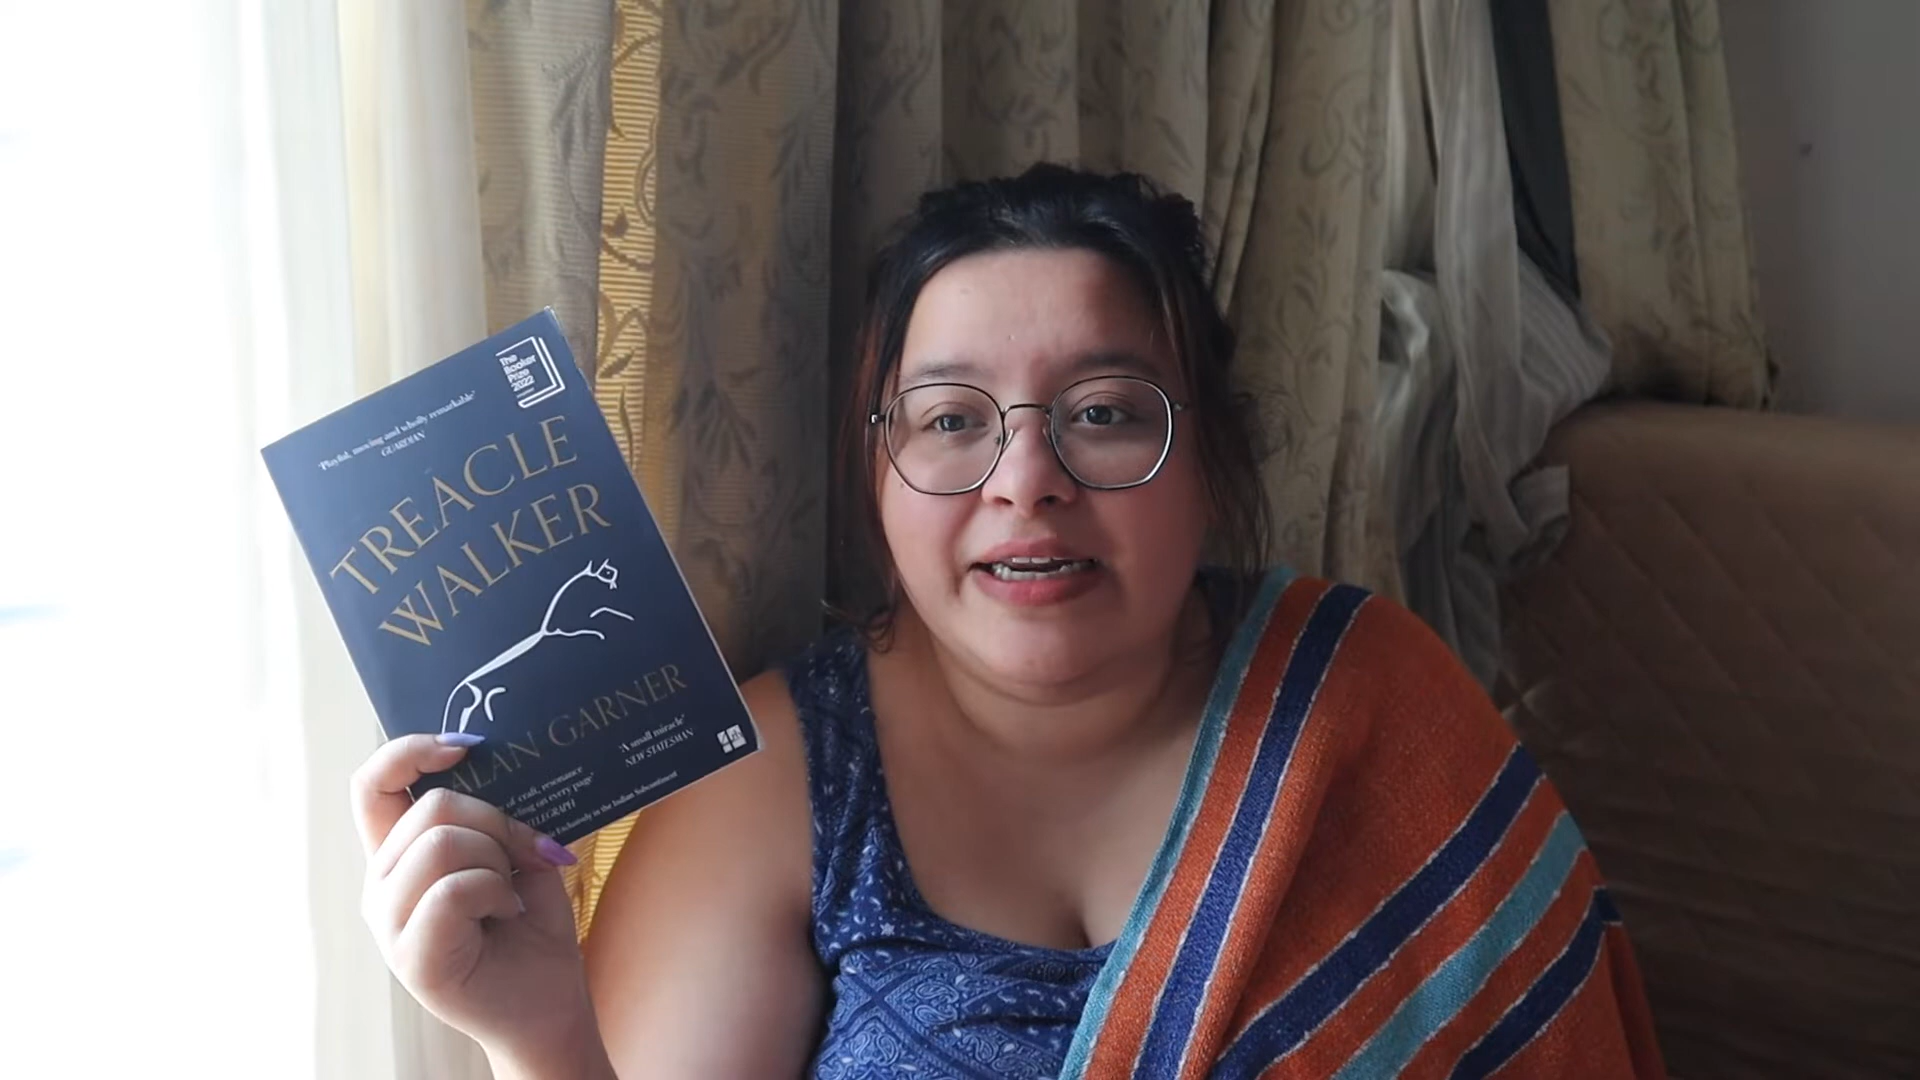 The
Booker
Prize
2022
'Playful, moving and wholly remarkable'
GUARDIAN
TREACLE
WALKER
ALAN GARNER
'A small miracle'
NEW STATESMAN
of craft, resonance
on every page'
TELEGRAPH
Exclusively in the Indian Subcontinent